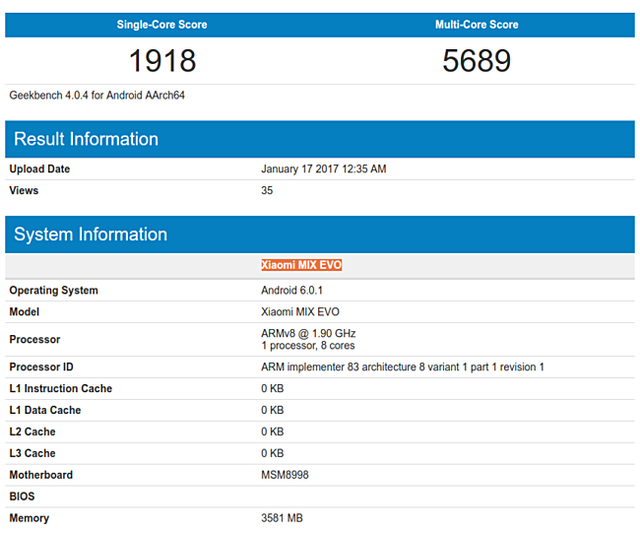 Single-Core Score Multi-Core Score
1918 5689
Geekbench 4.0.4 for Android AArch64
Result Information
Upload Date January 17 2017 12:35 AM
Views 35
System Information
Xiaomi MIX EVO
Operating System Android 6.0.1
Model Xiaomi MIX EVO
Processor ARMv8 @ 1.90 GHz
1 processor, 8 cores
Processor ID ARM implementer 83 architecture 8 variant 1 part 1 revision 1
L1 Instruction Cache 0 KB
L1 Data Cache 0 KB
L2 Cache 0 KB
L3 Cache 0 KB
Motherboard MSM8998
BIOS
Memory 3581 MB